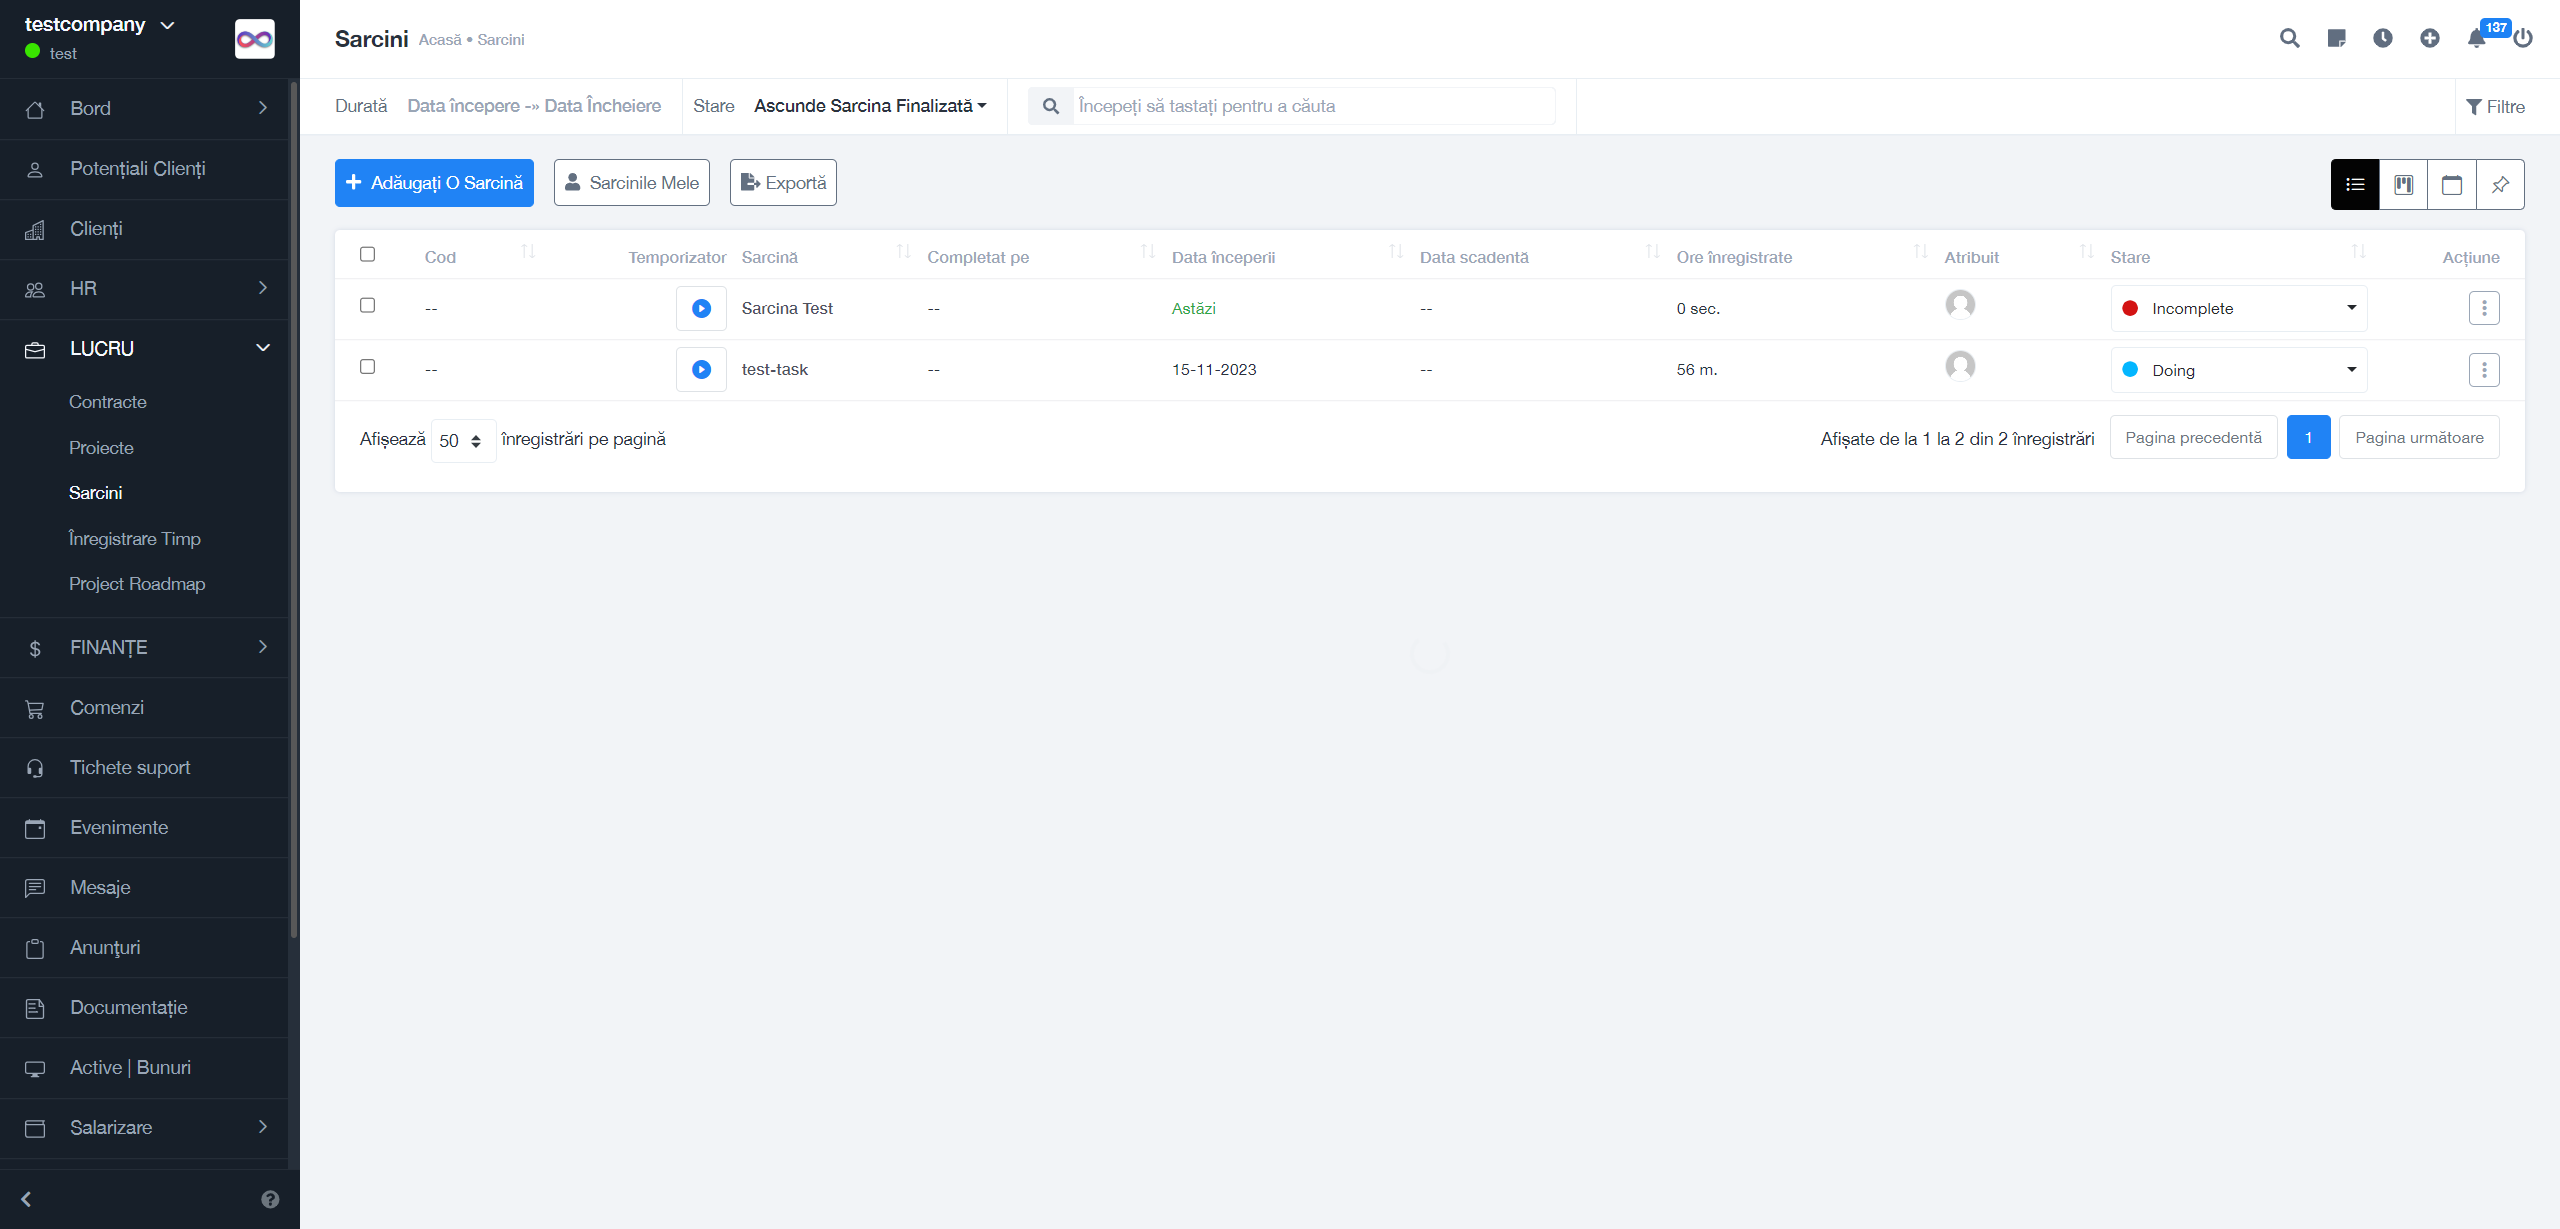 testcompany
test
Bord
Potențiali Clienți
Clienți
HR
LUCRU
Contracte
Proiecte
Sarcini
Înregistrare Timp
Project Roadmap
FINANȚE
Comenzi
Tichete suport
Evenimente
Mesaje
Anunțuri
Documentație
Active | Bunuri
Salarizare
Sarcini Acasă • Sarcini
137
Durată Data începere -» Data Încheiere Stare Ascunde Sarcina Finalizată Începeți să tastați pentru a căuta Filtre
Adăugați O Sarcină Sarcinile Mele Exportă
Cod Temporizator Sarcină Completat pe Data începerii Data scadentă Ore înregistrate Atribuit Stare Acțiune
-- Sarcina Test -- Astăzi -- 0 sec. Incomplete
-- test-task -- 15-11-2023 -- 56 m. Doing
Afișează 50 înregistrări pe pagină Afișate de la 1 la 2 din 2 înregistrări Pagina precedentă 1 Pagina următoare